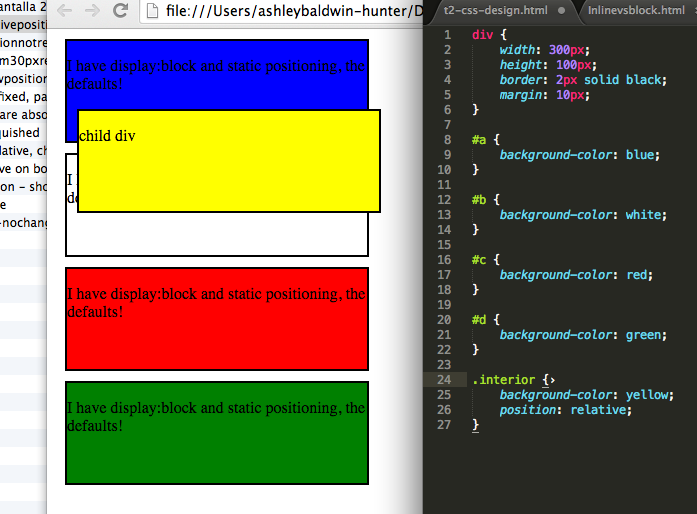 antalla 2
ivepositi
ionnotre
m30pxre
vposition
fixed, pa
are abso
quished
lative, ch
ve on bo
on - sho
e
-nochang
file:///Users/ashleybaldwin-hunter/D
I have display:block and static positioning, the
defaults!
child div
I h
de
I have display:block and static positioning, the
defaults!
I have display:block and static positioning, the
defaults!
t2-css-design.html
Inlinevsblock.html
1 div {
2 width: 300px;
3 height: 100px;
4 border: 2px solid black;
5 margin: 10px;
6 }
7
8 #a {
9 background-color: blue;
10 }
11
12 #b {
13 background-color: white;
14 }
15
16 #c {
17 background-color: red;
18 }
19
20 #d {
21 background-color: green;
22 }
23
24 .interior {
25 background-color: yellow;
26 position: relative;
27 }